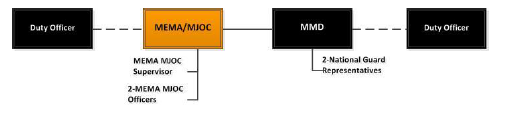 Duty Officer
MEMA/MJOC
MMD
Duty Officer
MEMA MJOC
Supervisor
2-MEMA MJOC
Officers
2-National Guard
Representatives